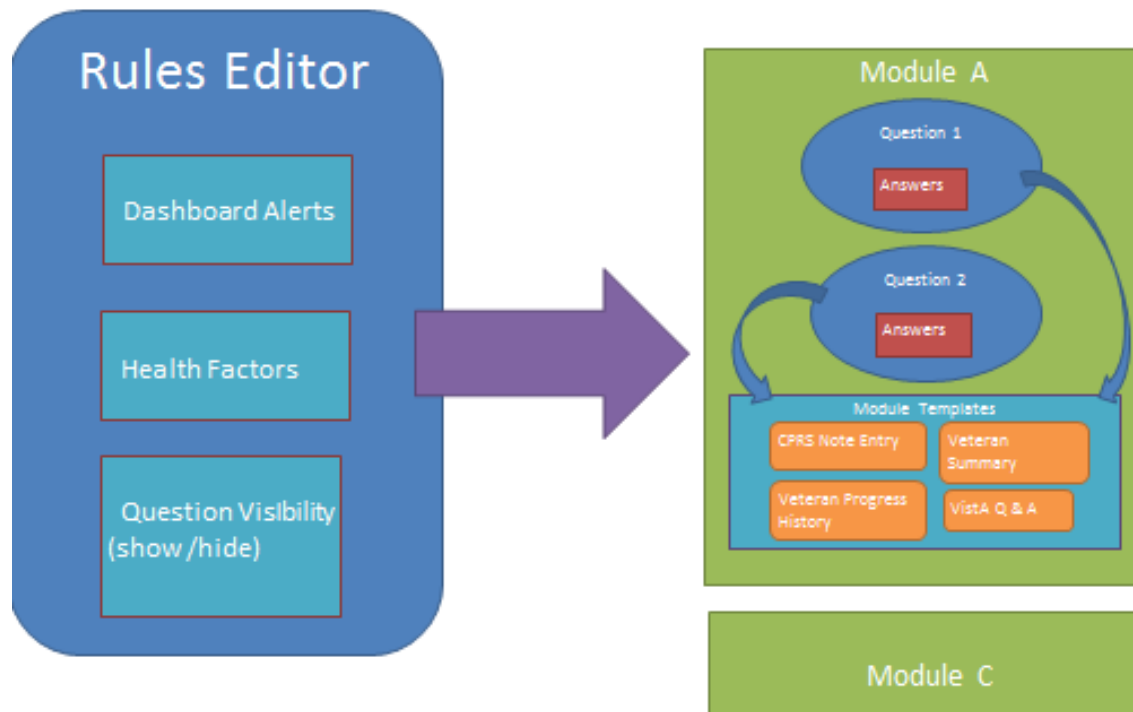 Rules Editor
Dashboard Alerts
Health Factors
Question Visibility
(show /hide)
Module A
Question 1
Answers
Question 2
Answers
Module Templates
CPRS Note Entry
Veteran
Summary
Veteran Progress
History
VistA Q & A
Module C